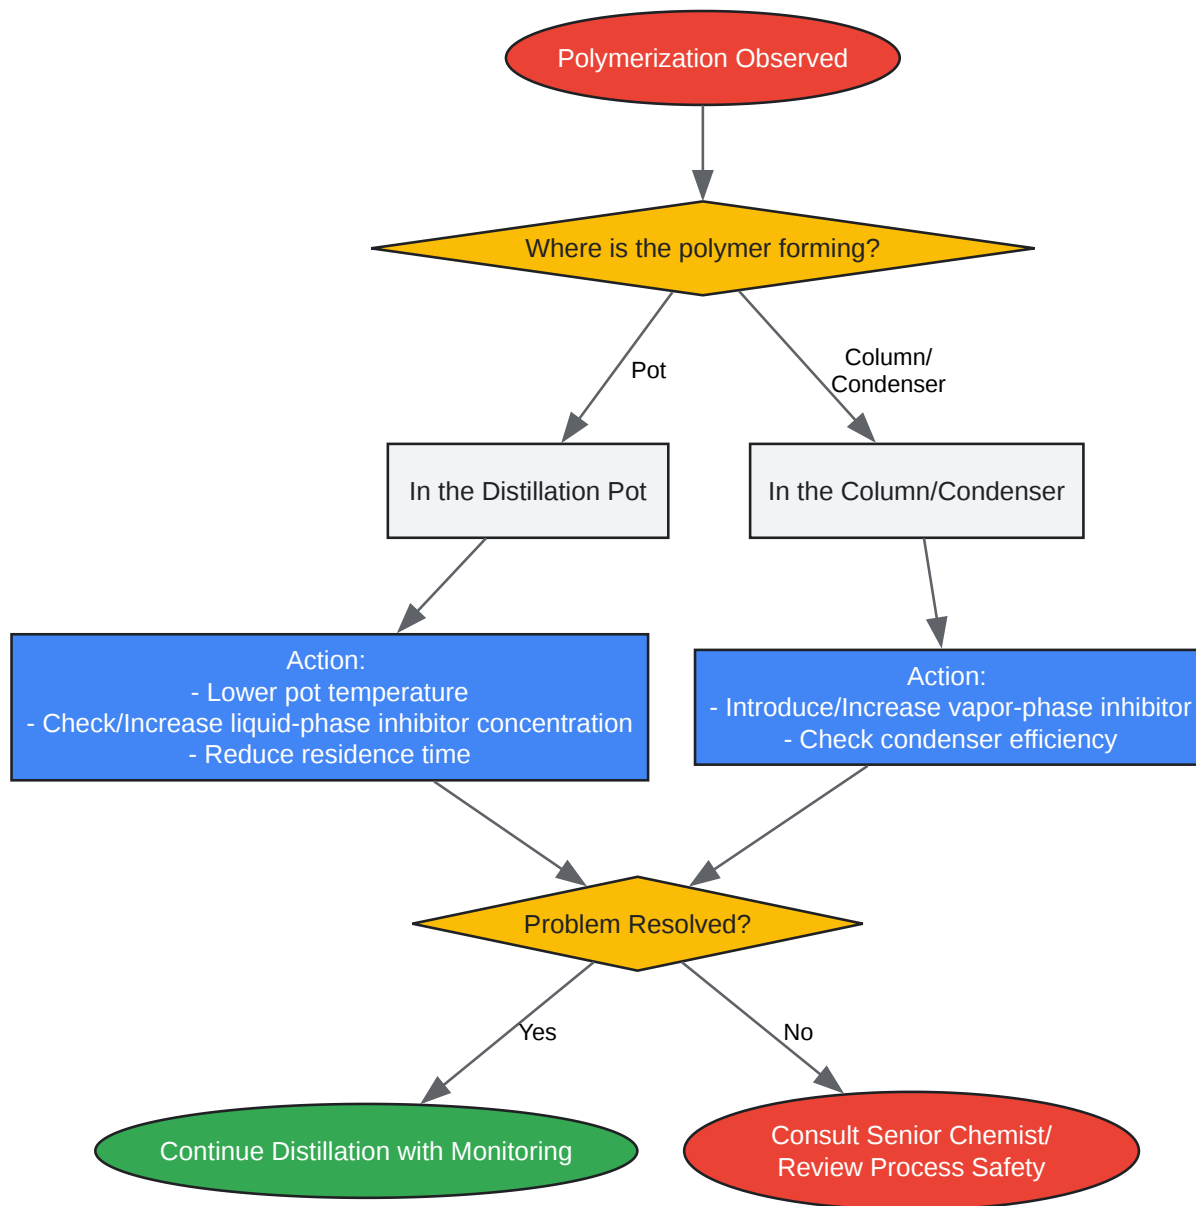 Polymerization Observed
Where is the polymer forming?
Pot
Column/
Condenser
In the Distillation Pot
In the Column/Condenser
Action:
- Lower pot temperature
- Check/Increase liquid-phase inhibitor concentration
- Reduce residence time
Action:
- Introduce/Increase vapor-phase inhibitor
- Check condenser efficiency
Problem Resolved?
Yes
No
Continue Distillation with Monitoring
Consult Senior Chemist/
Review Process Safety